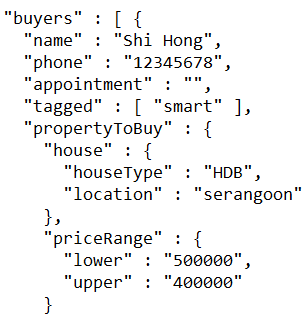 "buyers" : [ {
"name" : "Shi Hong",
"phone" : "12345678",
"appointment" : "",
"tagged" : [ "smart" ],
"propertyToBuy" : {
"house" : {
"houseType" : "HDB",
"location" : "serangoon"
},
"priceRange" : {
"lower" : "500000",
"upper" : "400000"
}